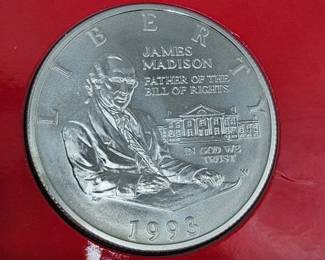 LIBERTY
JAMES
MADISON
FATHER OF THE
BILL OF RIGHTS
IN GOD WE
TRUST
1993